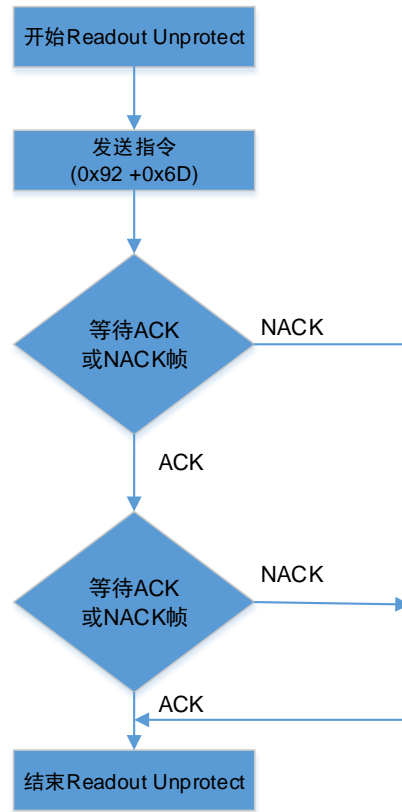 开始Readout Unprotect
发送指令
(0x92 +0x6D)
等待ACK
或NACK帧
NACK
ACK
等待ACK
或NACK帧
NACK
ACK
结束Readout Unprotect